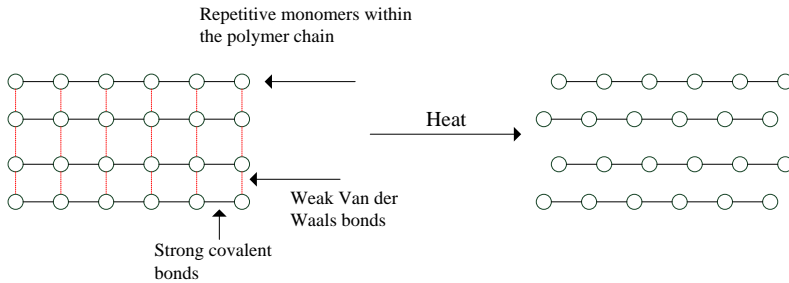 Repetitive monomers within
the polymer chain
Heat
Weak Van der
Waals bonds
Strong covalent
bonds